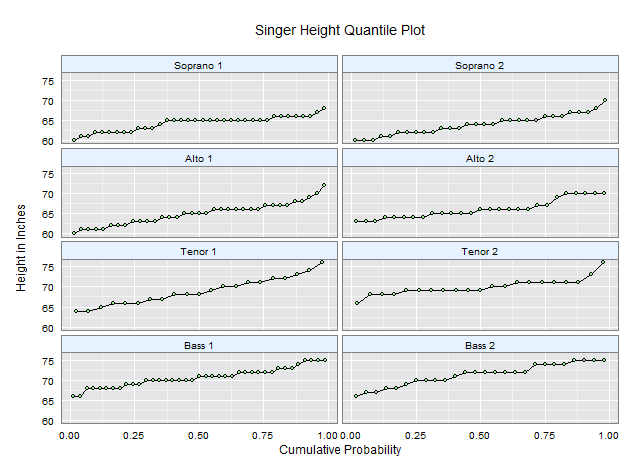 Singer Height Quantile Plot
Soprano 1 Soprano 2
75
70
65
60
Alto 1 Alto 2
75
70
65
60
Height in Inches
Tenor 1 Tenor 2
75
70
65
60
Bass 1 Bass 2
75
70
65
60
0.00 0.25 0.50 0.75 1.00 0.00 0.25 0.50 0.75 1.00
Cumulative Probability